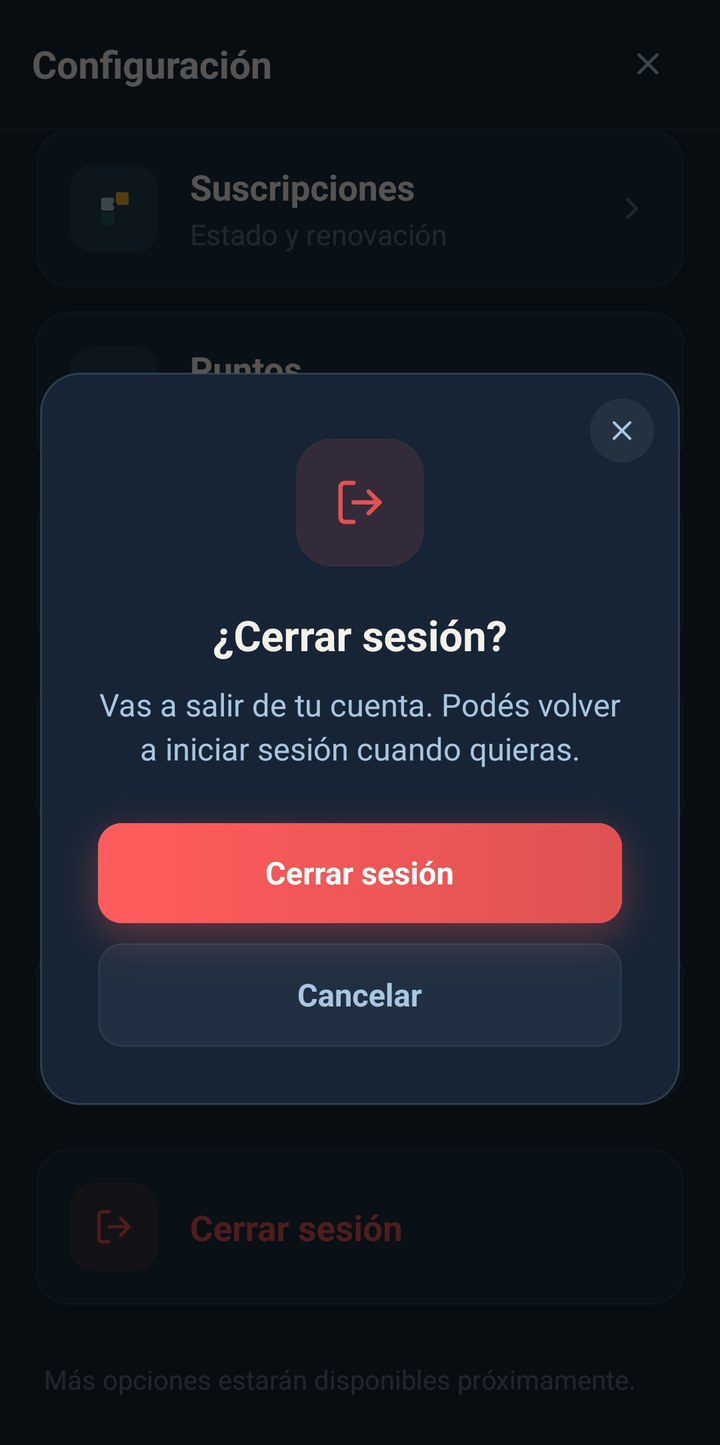 Configuración
Suscripciones
Estado y renovación
Puntos
¿Cerrar sesión?
Vas a salir de tu cuenta. Podés volver
a iniciar sesión cuando quieras.
Cerrar sesión
Cancelar
Cerrar sesión
Más opciones estarán disponibles próximamente.